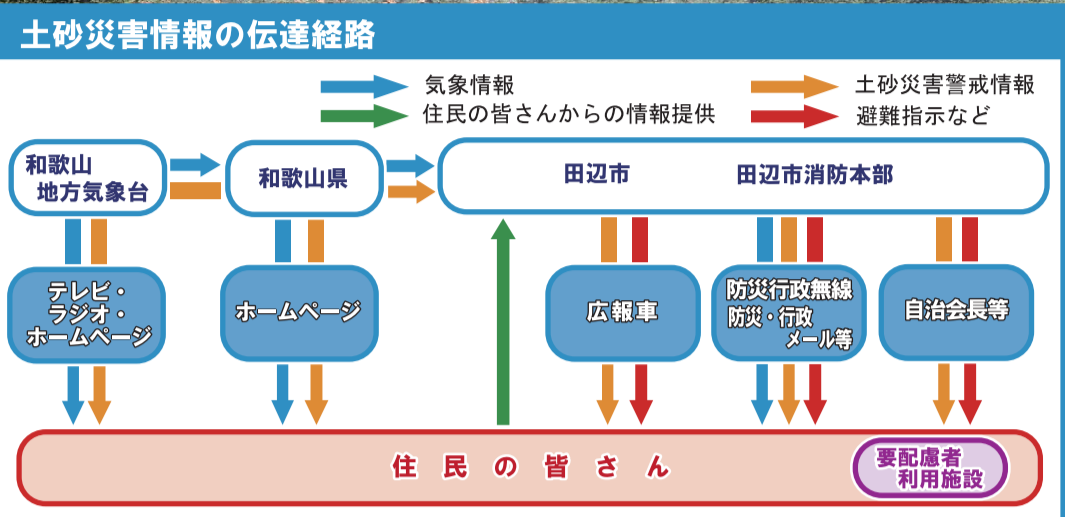 土砂災害情報の伝達経路
気象情報
土砂災害警戒情報
住民の皆さんからの情報提供
避難指示など
和歌山
地方気象台
和歌山県
田辺市
田辺市消防本部
テレビ・
ラジオ・
ホームページ
ホームページ
広報車
防災行政無線
防災・行政
メール等
自治会長等
住民の皆さん
要配慮者
利用施設